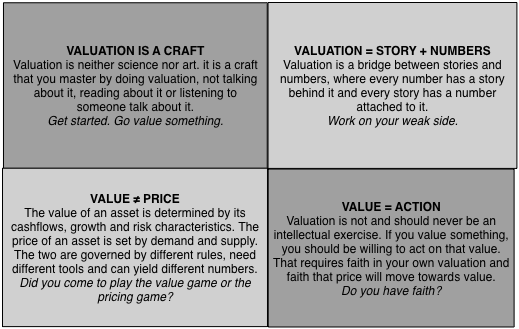 VALUATION IS A CRAFT
Valuation is neither science nor art. it is a craft
that you master by doing valuation, not talking
about it, reading about it or listening to
someone talk about it.
Get started. Go value something.
VALUATION = STORY + NUMBERS
Valuation is a bridge between stories and
numbers, where every number has a story
behind it and every story has a number
attached to it.
Work on your weak side.
VALUE ≠ PRICE
The value of an asset is determined by its
cashflows, growth and risk characteristics. The
price of an asset is set by demand and supply.
The two are governed by different rules, need
different tools and can yield different numbers.
Did you come to play the value game or the
pricing game?
VALUE = ACTION
Valuation is not and should never be an
intellectual exercise. If you value something,
you should be willing to act on that value.
That requires faith in your own valuation and
faith that price will move towards value.
Do you have faith?